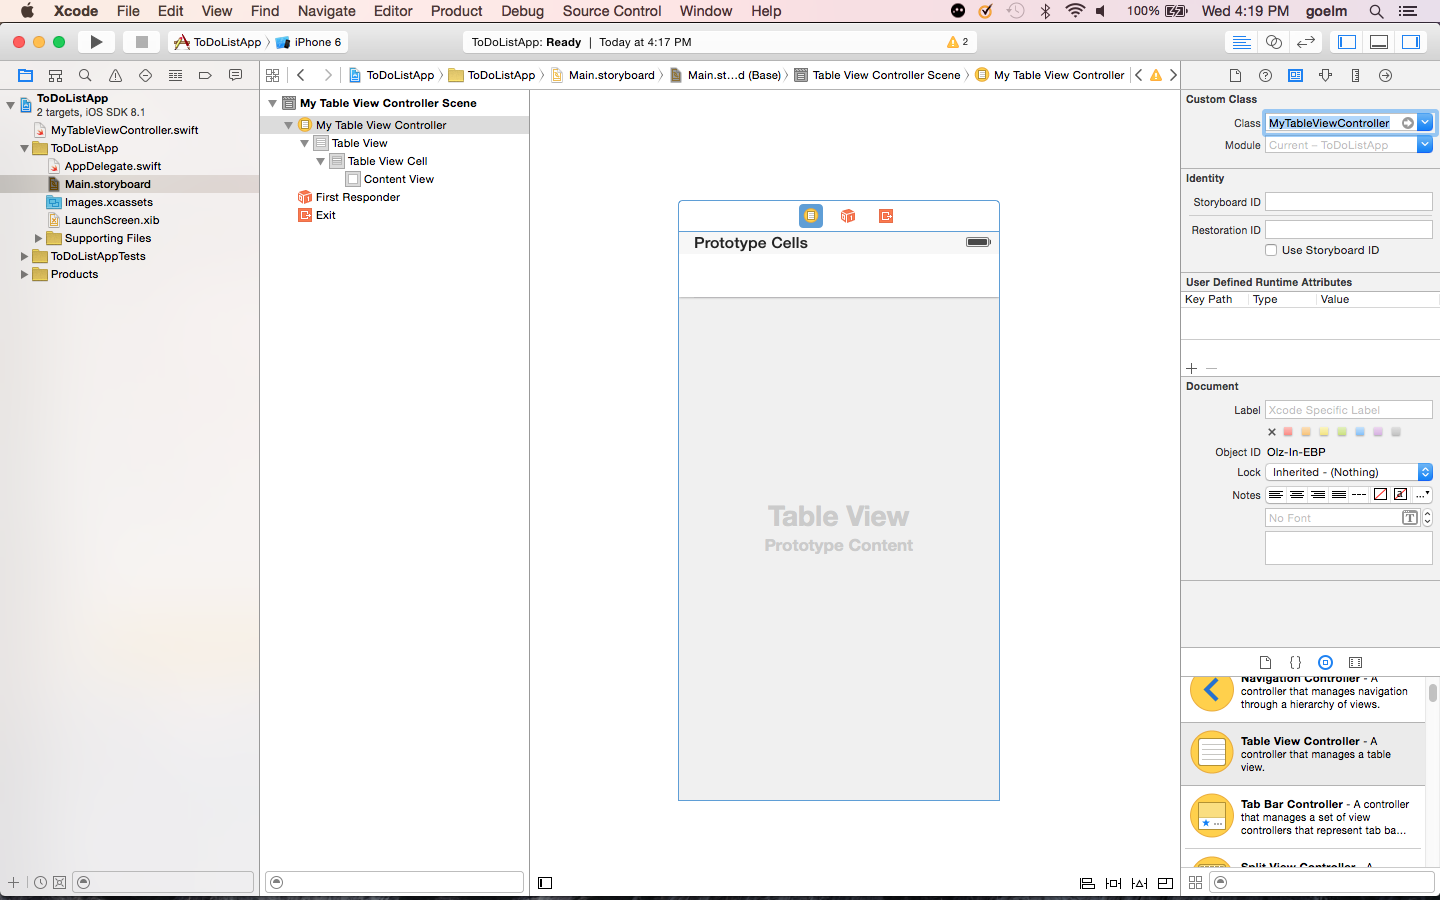 Xcode File Edit View Find Navigate Editor Product Debug Source Control Window Help 100% Wed 4:19 PM goelm
ToDoListApp iPhone 6 ToDoListApp: Ready | Today at 4:17 PM 2
ToDoListApp ToDoListApp Main.storyboard Main.st...d (Base) Table View Controller Scene My Table View Controller
ToDoListApp
2 targets, iOS SDK 8.1
MyTableViewController.swift
ToDoListApp
AppDelegate.swift
Main.storyboard
Images.xcassets
LaunchScreen.xib
Supporting Files
ToDoListAppTests
Products
My Table View Controller Scene
My Table View Controller
Table View
Table View Cell
Content View
First Responder
Exit
Prototype Cells
Table View
Prototype Content
Custom Class
Class MyTableViewController
Module Current – ToDoListApp
Identity
Storyboard ID
Restoration ID
Use Storyboard ID
User Defined Runtime Attributes
Key Path Type Value
Document
Label Xcode Specific Label
Object ID Olz-In-EBP
Lock Inherited - (Nothing)
Notes
No Font
Navigation Controller - A
controller that manages navigation
through a hierarchy of views.
Table View Controller - A
controller that manages a table
view.
Tab Bar Controller - A controller
that manages a set of view
controllers that represent tab ba...
Split View Controller - A